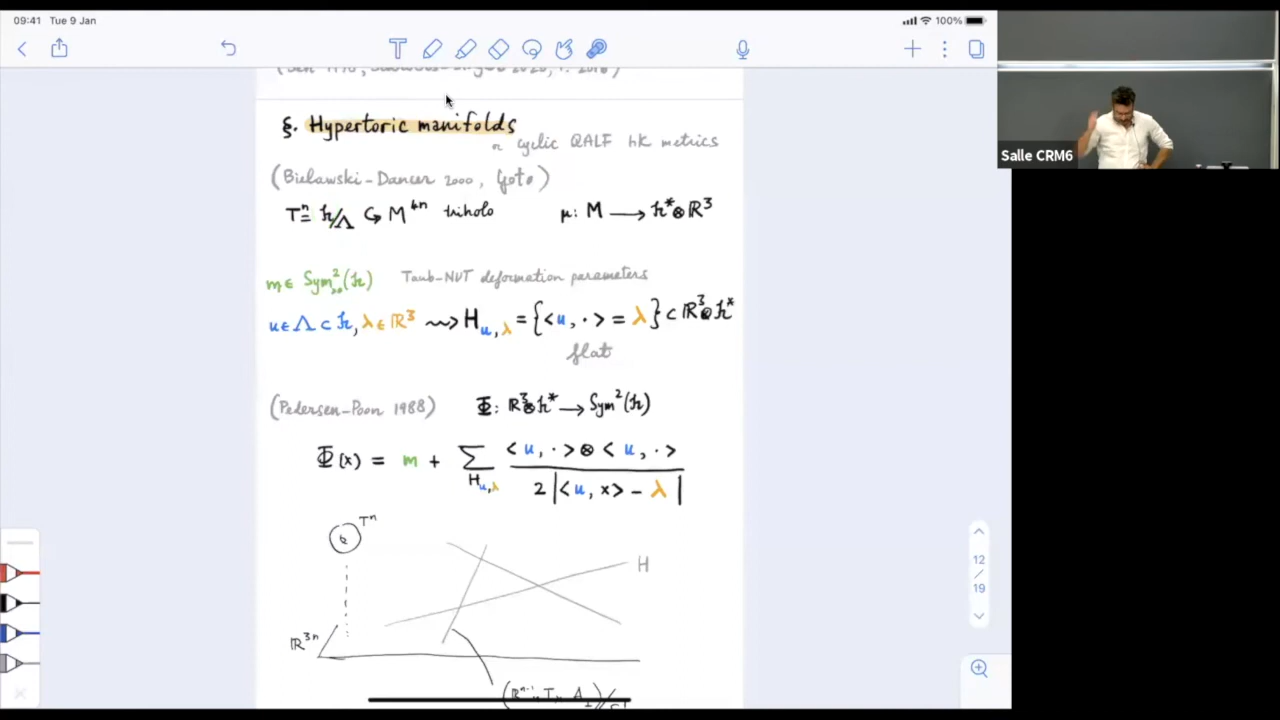 09:41 Tue 9 Jan
100%
§. Hypertoric manifolds
cyclic QALF hK metrics
(Bielawski-Dancer 2000, Goto)
Tⁿ = 𝔥/Λ ↪ M⁴ⁿ triholo μ: M ⟶ 𝔥*⊗ℝ³
m ∈ Sym²₊₀(𝔥) Taub-NUT deformation parameters
u ∈ Λ ⊂ 𝔥, λ ∈ ℝ³ ⇝ H_{u,λ} = {<u, ·> = λ} ⊂ ℝ³⊗𝔥*
flat
(Pedersen-Poon 1988) Φ: ℝ³⊗𝔥* ⟶ Sym²(𝔥)
Φ(x) = m + ∑_{H_{u,λ}} <u, ·>⊗<u, ·> / 2|<u, x> − λ|
Tⁿ
H
ℝ³ⁿ
12
/
19
Salle CRM6